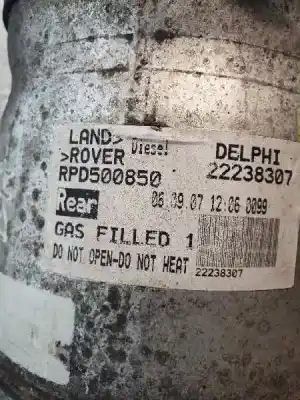 LAND> Diesel DELPHI
>ROVER 22238307
RPD500850
Rear 06.09.07 12:06 0099
GAS FILLED 1
DO NOT OPEN-DO NOT HEAT 22238307